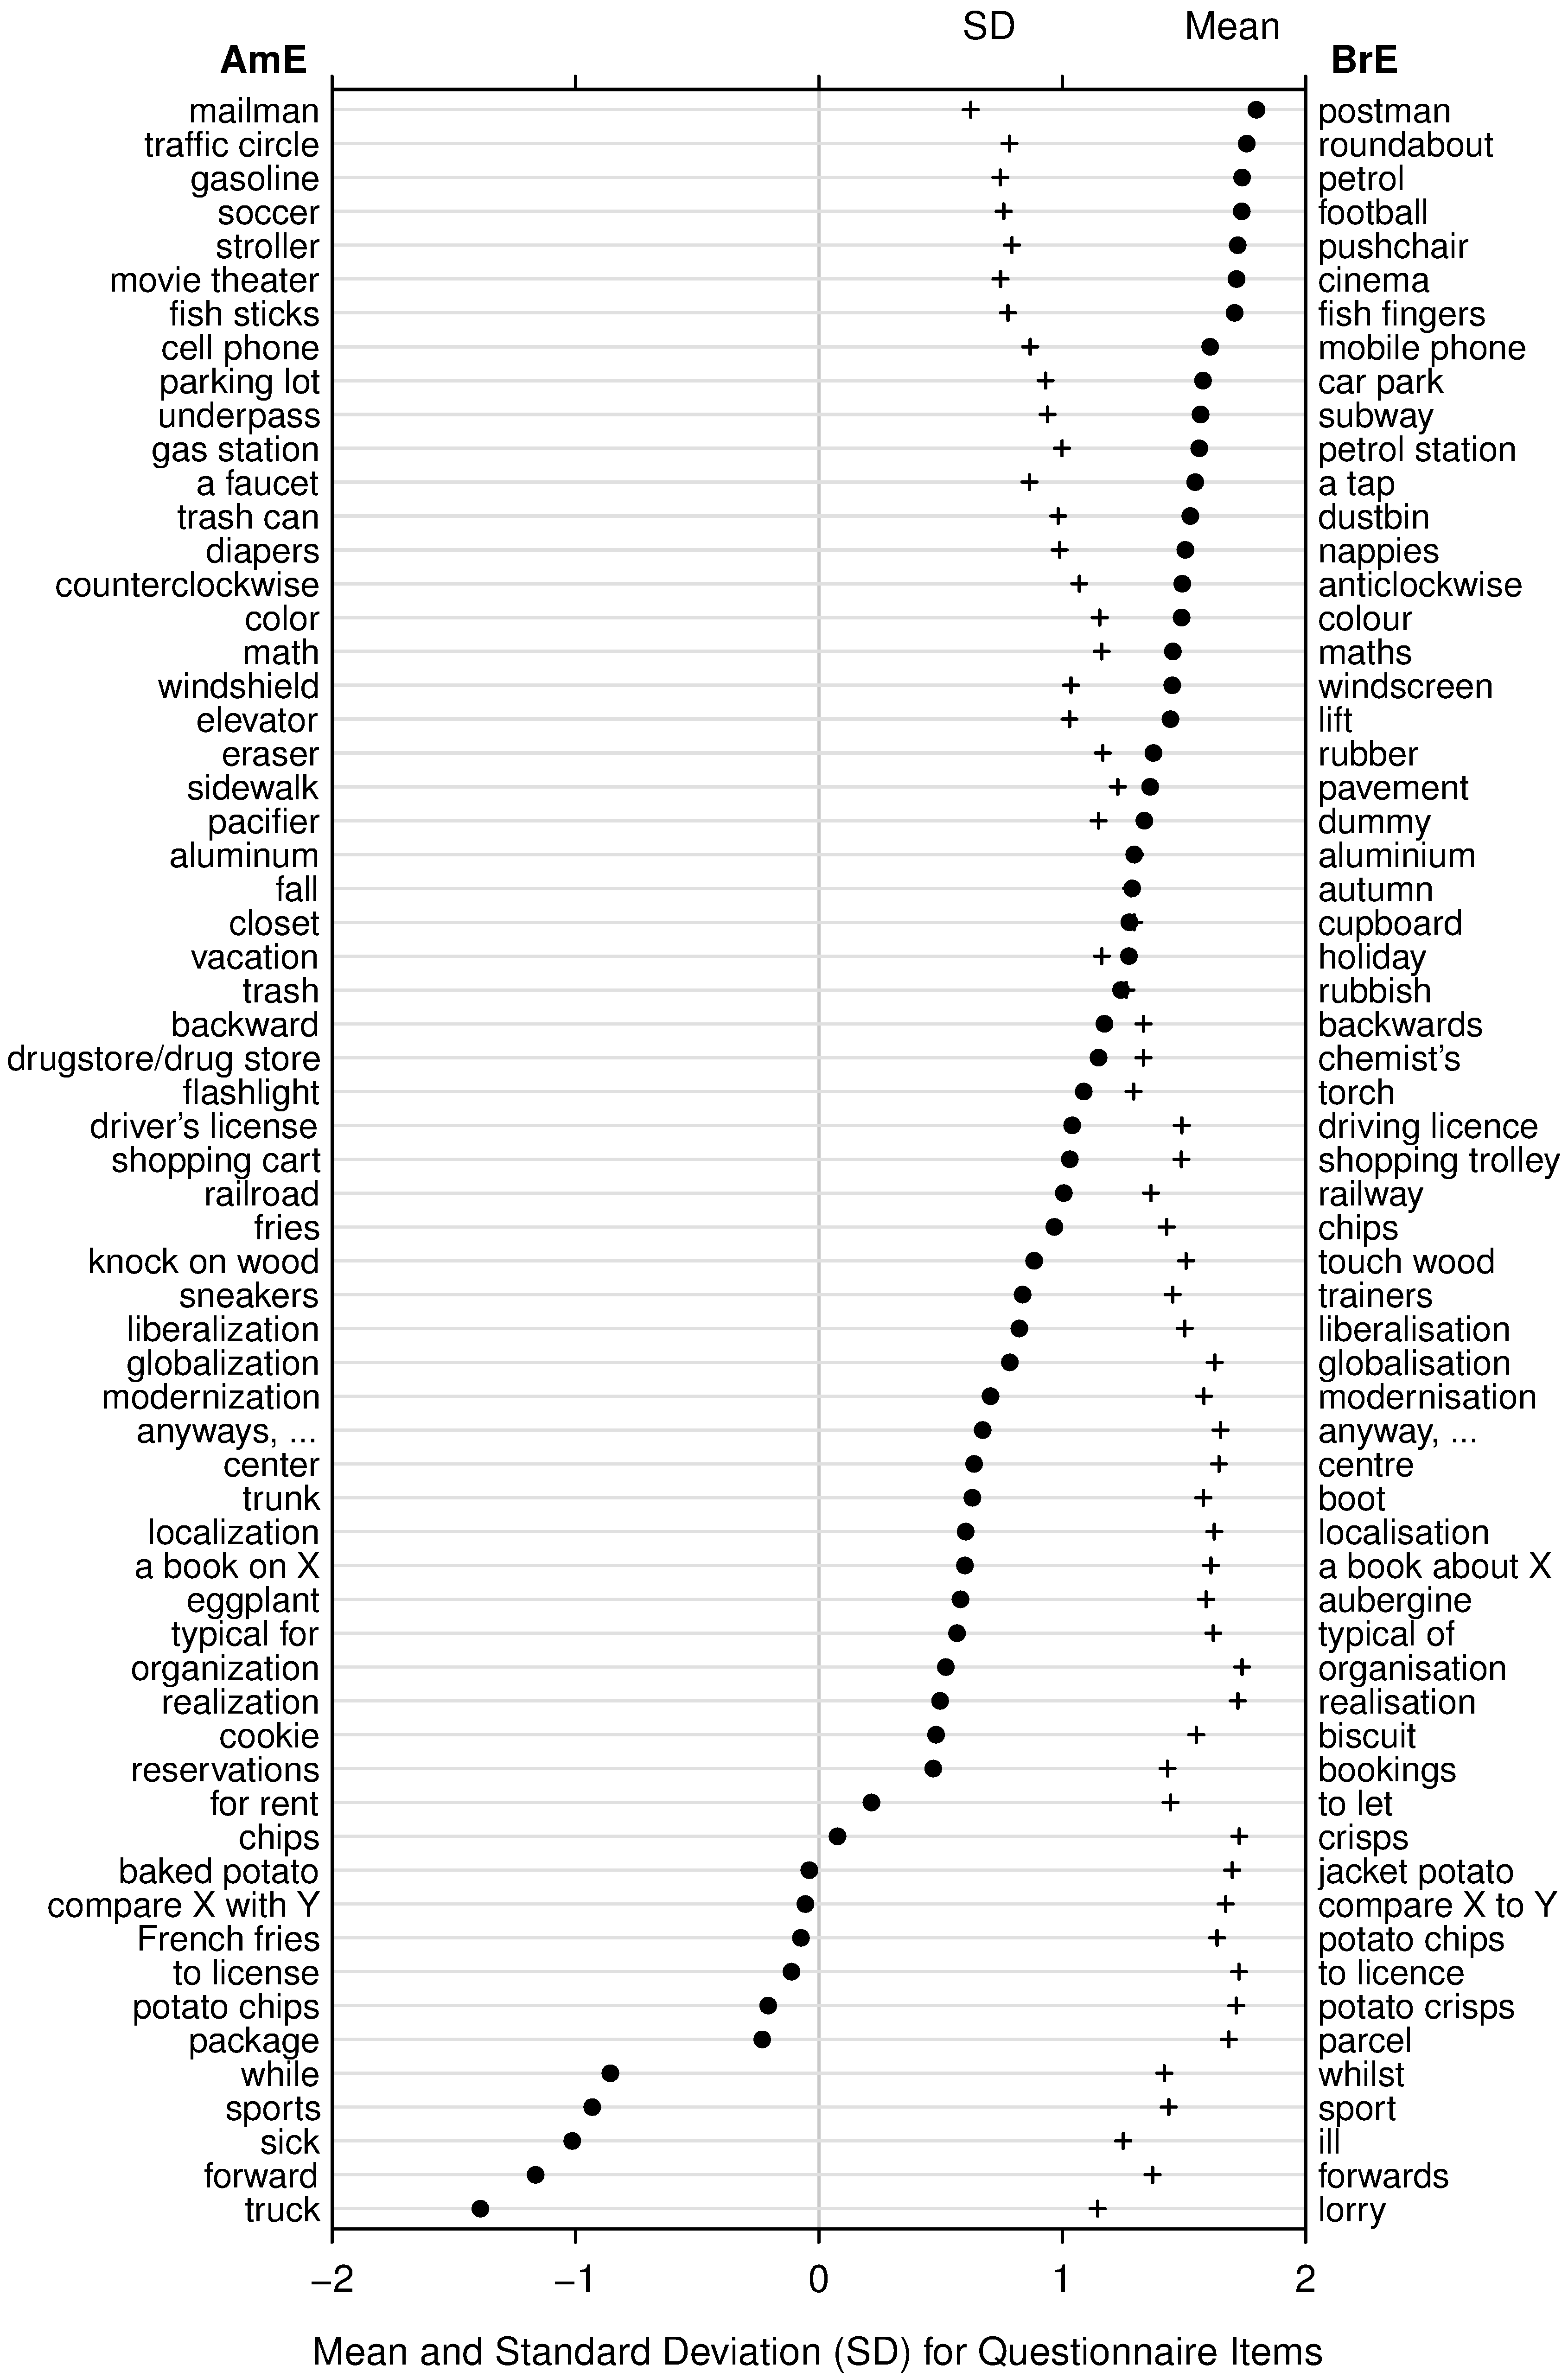 SD Mean
AmE BrE
mailman postman
traffic circle roundabout
gasoline petrol
soccer football
stroller pushchair
movie theater cinema
fish sticks fish fingers
cell phone mobile phone
parking lot car park
underpass subway
gas station petrol station
a faucet a tap
trash can dustbin
diapers nappies
counterclockwise anticlockwise
color colour
math maths
windshield windscreen
elevator lift
eraser rubber
sidewalk pavement
pacifier dummy
aluminum aluminium
fall autumn
closet cupboard
vacation holiday
trash rubbish
backward backwards
drugstore/drug store chemist’s
flashlight torch
driver’s license driving licence
shopping cart shopping trolley
railroad railway
fries chips
knock on wood touch wood
sneakers trainers
liberalization liberalisation
globalization globalisation
modernization modernisation
anyways, ... anyway, ...
center centre
trunk boot
localization localisation
a book on X a book about X
eggplant aubergine
typical for typical of
organization organisation
realization realisation
cookie biscuit
reservations bookings
for rent to let
chips crisps
baked potato jacket potato
compare X with Y compare X to Y
French fries potato chips
to license to licence
potato chips potato crisps
package parcel
while whilst
sports sport
sick ill
forward forwards
truck lorry
−2 −1 0 1 2
Mean and Standard Deviation (SD) for Questionnaire Items